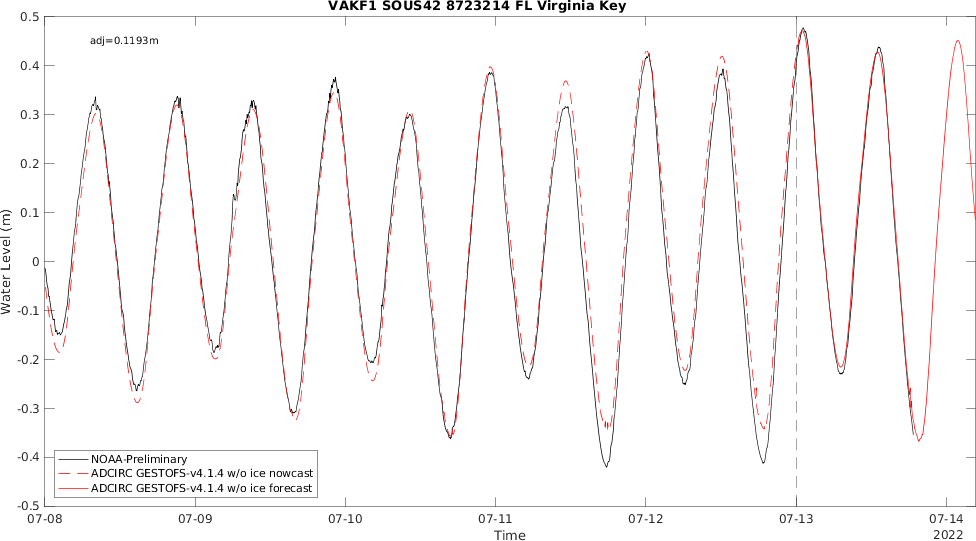 VAKF1 SOUS42 8723214 FL Virginia Key
adj=0.1193m
0.5
0.4
0.3
0.2
0.1
0
-0.1
-0.2
-0.3
-0.4
-0.5
Water Level (m)
NOAA-Preliminary
ADCIRC GESTOFS-v4.1.4 w/o ice nowcast
ADCIRC GESTOFS-v4.1.4 w/o ice forecast
07-08 07-09 07-10 07-11 07-12 07-13 07-14
Time
2022